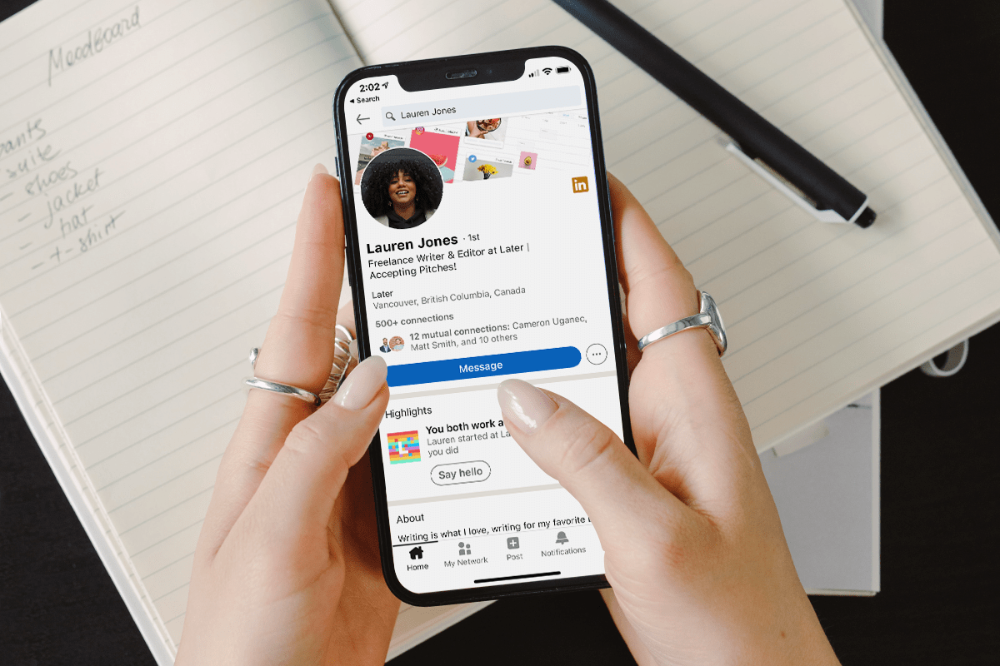 Moodboard
pants
- suite
- shoes
- jacket
- hat
- t-shirt
2:02
Search
Lauren Jones
in
Lauren Jones · 1st
Freelance Writer & Editor at Later |
Accepting Pitches!
Later
Vancouver, British Columbia, Canada
500+ connections
12 mutual connections: Cameron Uganec,
Matt Smith, and 10 others
Message
Highlights
You both work a
Lauren started at La
you did
Say hello
About
Writing is what I love, writing for my favorite
Home
My Network
Post
Notifications